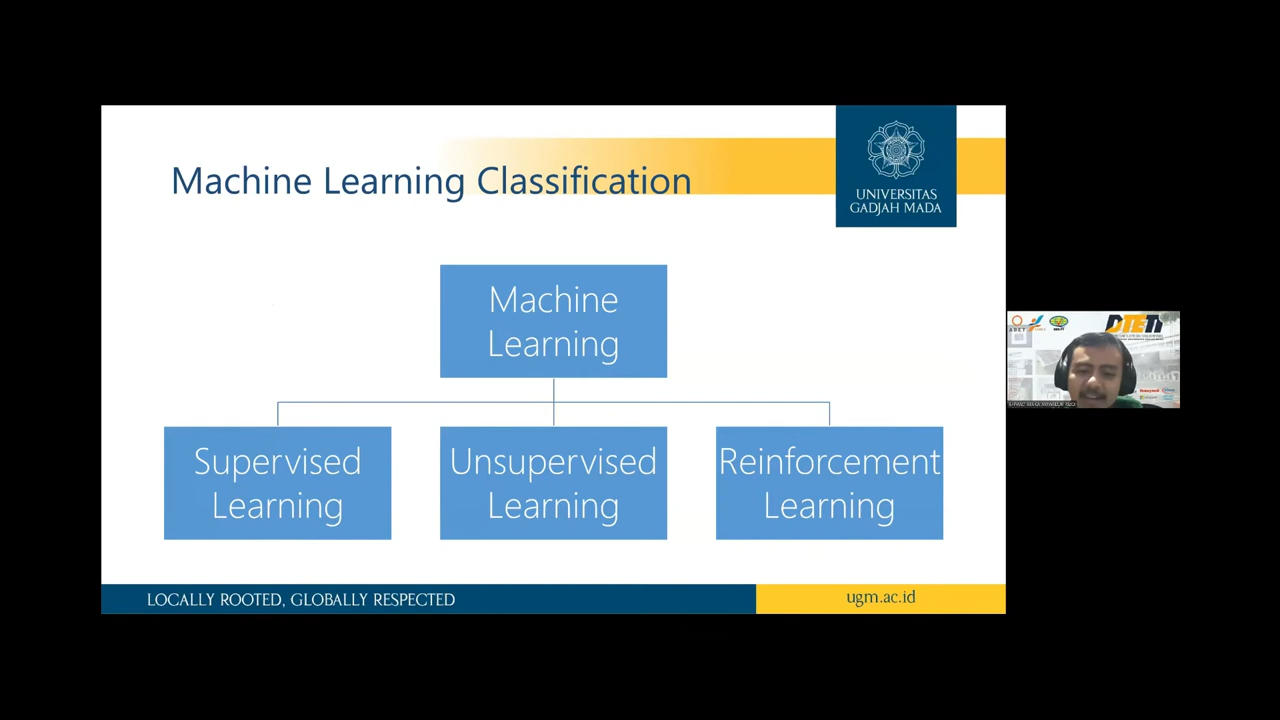 Machine Learning Classification
UNIVERSITAS
GADJAH MADA
Machine
Learning
Supervised
Learning
Unsupervised
Learning
Reinforcement
Learning
LOCALLY ROOTED, GLOBALLY RESPECTED
ugm.ac.id
DTETI